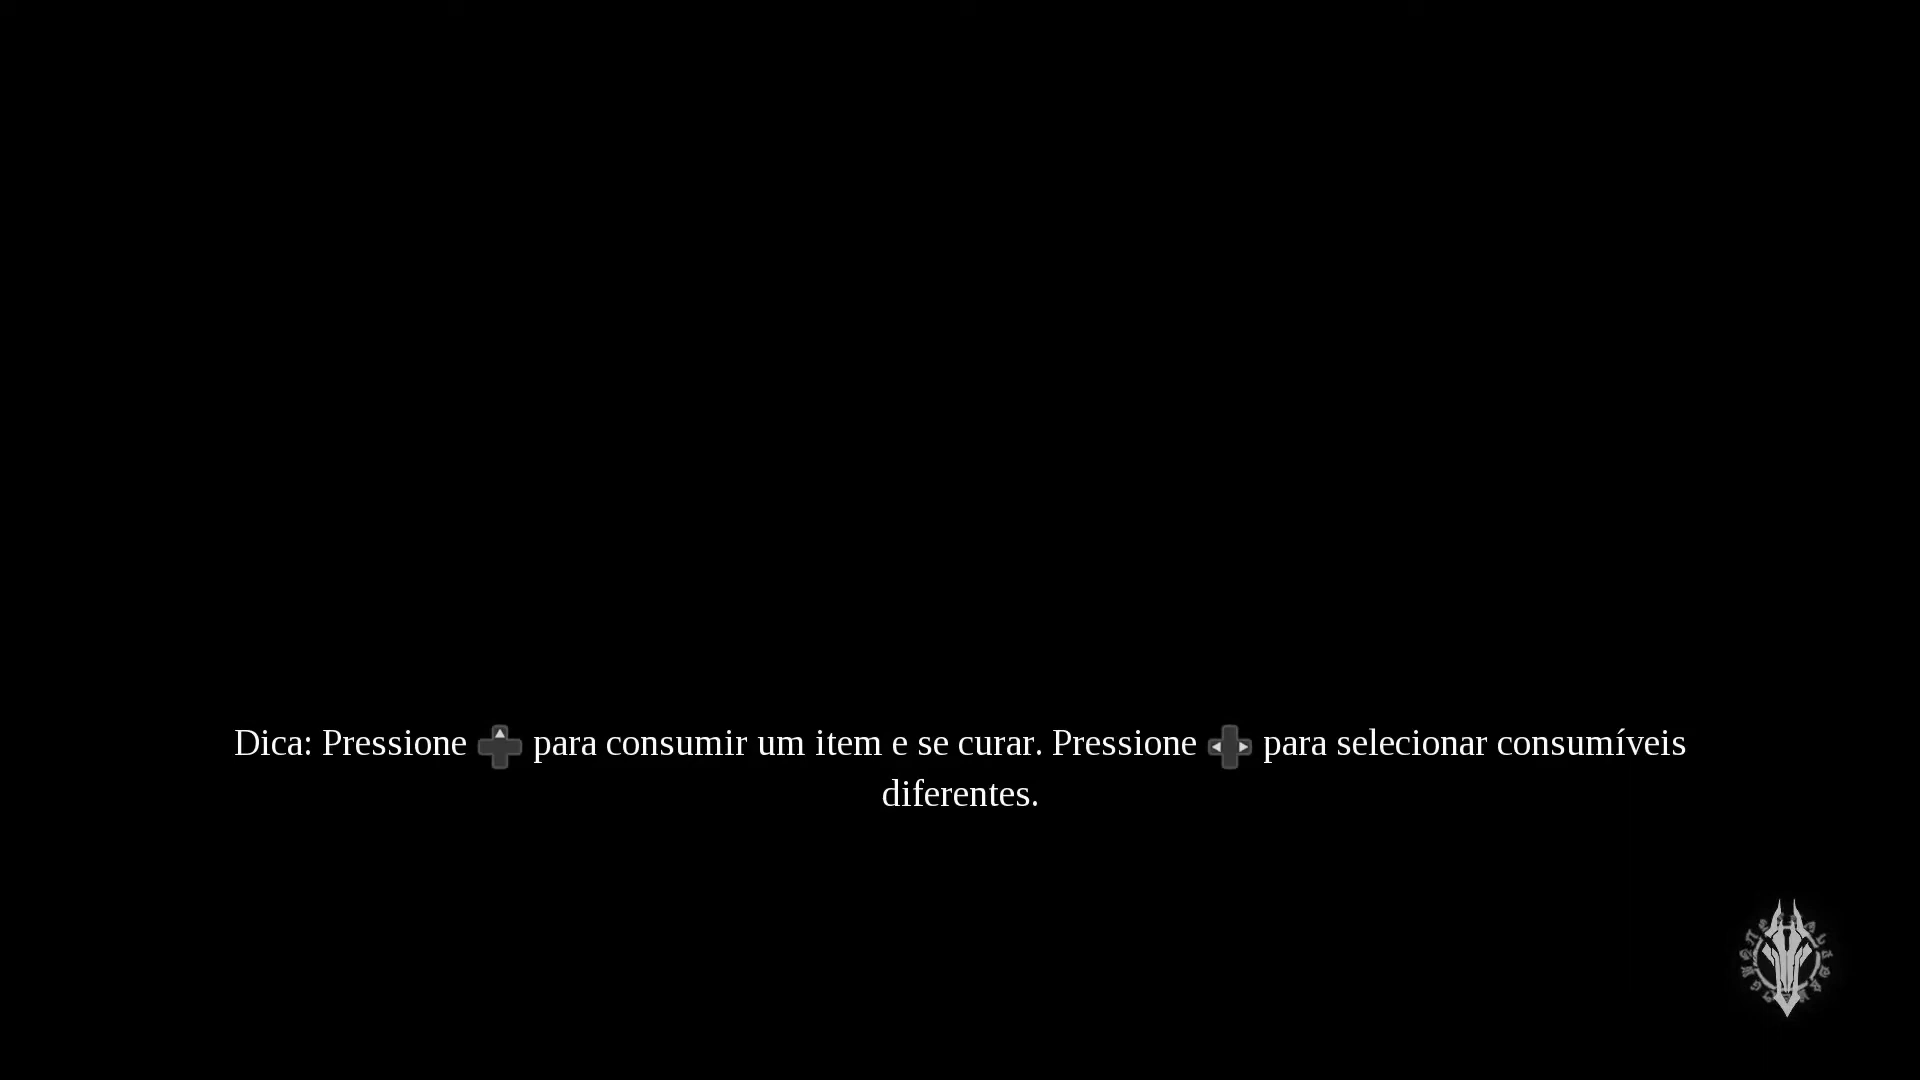 Dica: Pressione para consumir um item e se curar. Pressione para selecionar consumíveis
diferentes.